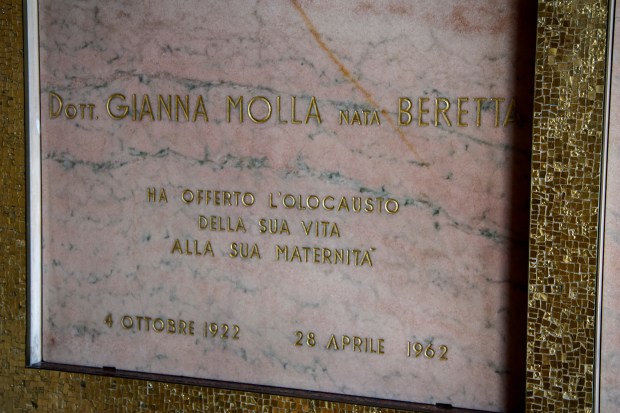 DOTT. GIANNA MOLLA NATA BERETTA
HA OFFERTO L'OLOCAUSTO
DELLA SUA VITA
ALLA SUA MATERNITA'
4 OTTOBRE 1922 28 APRILE 1962